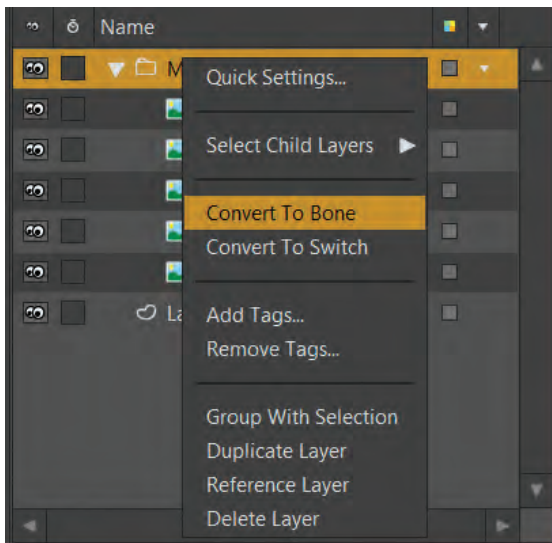 Name
M
Quick Settings...
Select Child Layers
Convert To Bone
Convert To Switch
La
Add Tags...
Remove Tags...
Group With Selection
Duplicate Layer
Reference Layer
Delete Layer